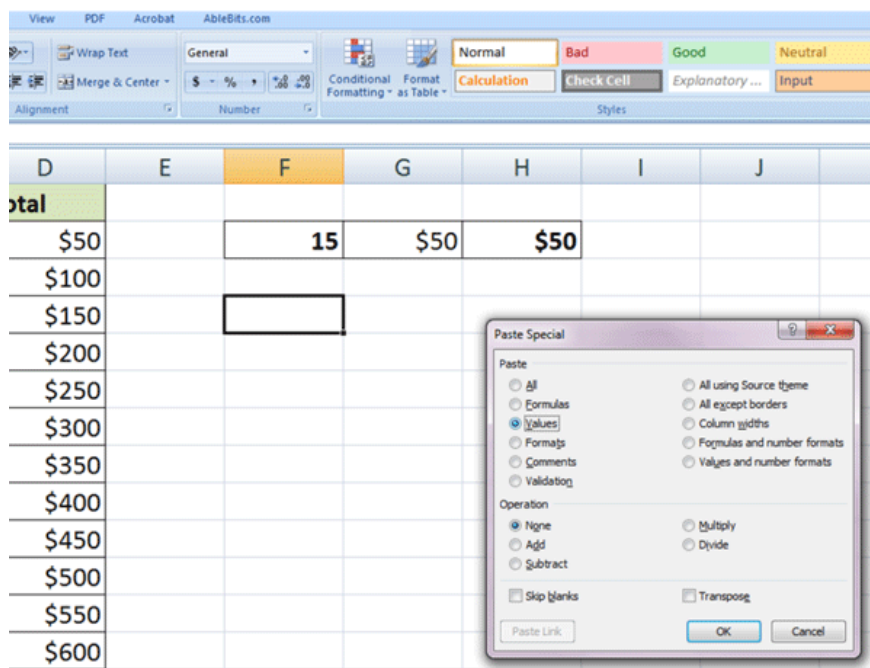 View PDF Acrobat AbleBits.com
Wrap Text General Normal Bad Good Neutral
Merge & Center $ % , .0 .00 .00 .0 Conditional Formatting Format as Table Calculation Check Cell Explanatory ... Input
Alignment Number Styles
D E F G H I J
otal
$50 15 $50 $50
$100
$150
$200
$250
$300
$350
$400
$450
$500
$550
$600
Paste Special
Paste
All All using Source theme
Formulas All except borders
Values Column widths
Formats Formulas and number formats
Comments Values and number formats
Validation
Operation
None Multiply
Add Divide
Subtract
Skip blanks Transpose
Paste Link OK Cancel